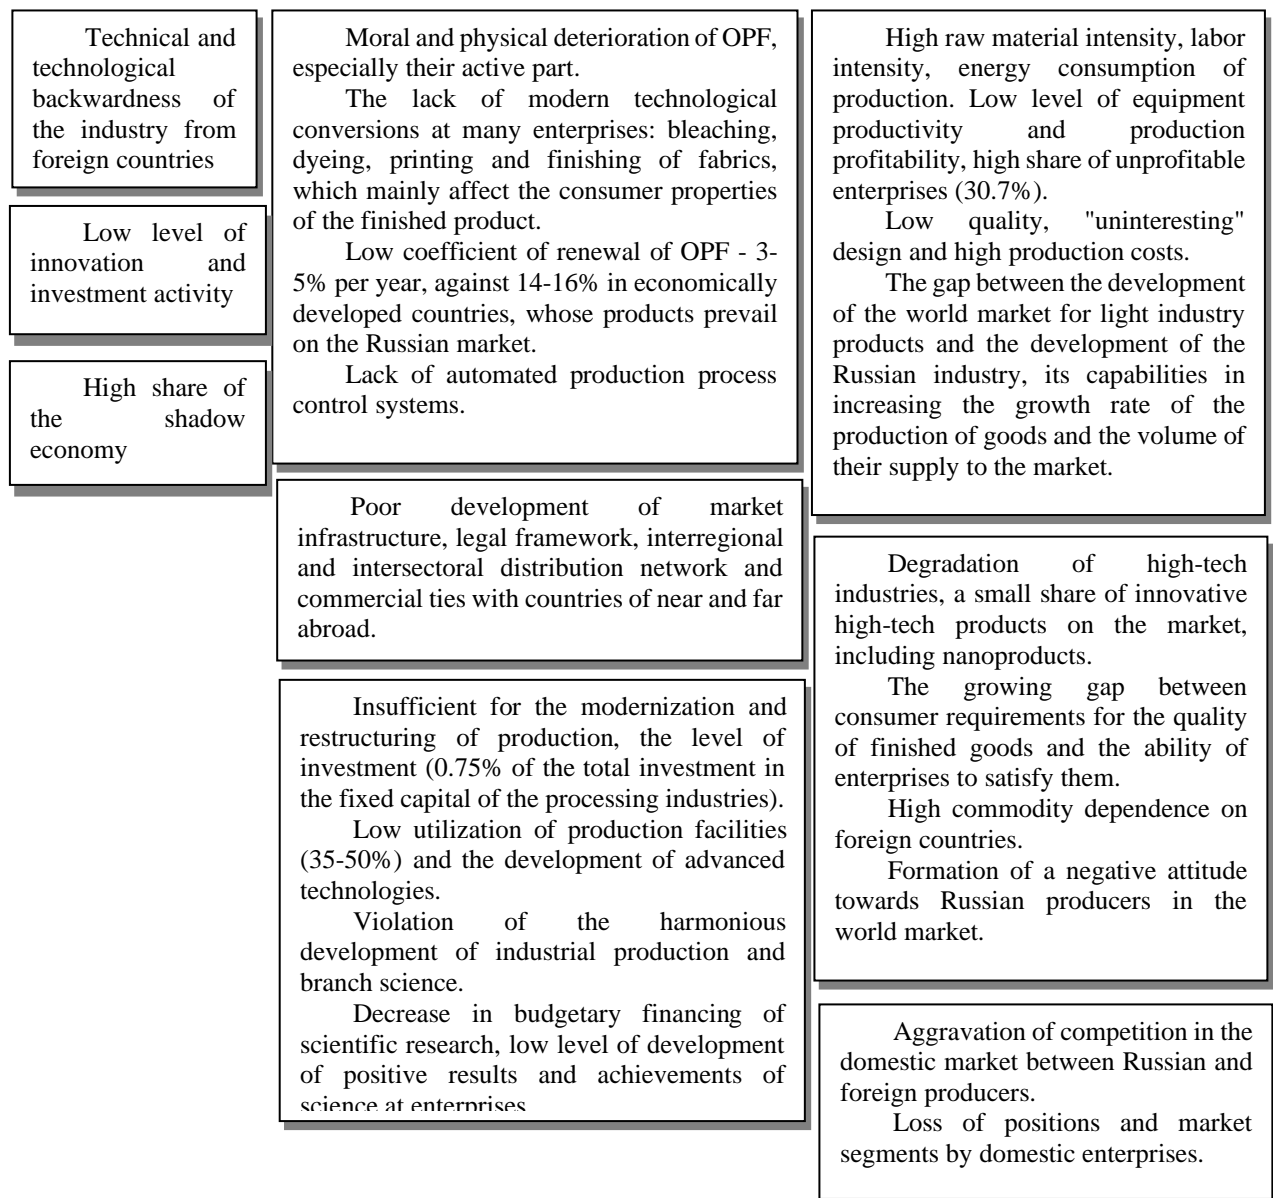 Technical and
technological
backwardness of
the industry from
foreign countries
Low level of
innovation and
investment activity
High share of
the shadow
economy
Moral and physical deterioration of OPF,
especially their active part.
The lack of modern technological
conversions at many enterprises: bleaching,
dyeing, printing and finishing of fabrics,
which mainly affect the consumer properties
of the finished product.
Low coefficient of renewal of OPF - 3-
5% per year, against 14-16% in economically
developed countries, whose products prevail
on the Russian market.
Lack of automated production process
control systems.
Poor development of market
infrastructure, legal framework, interregional
and intersectoral distribution network and
commercial ties with countries of near and far
abroad.
Insufficient for the modernization and
restructuring of production, the level of
investment (0.75% of the total investment in
the fixed capital of the processing industries).
Low utilization of production facilities
(35-50%) and the development of advanced
technologies.
Violation of the harmonious
development of industrial production and
branch science.
Decrease in budgetary financing of
scientific research, low level of development
of positive results and achievements of
science at enterprises
High raw material intensity, labor
intensity, energy consumption of
production. Low level of equipment
productivity and production
profitability, high share of unprofitable
enterprises (30.7%).
Low quality, "uninteresting"
design and high production costs.
The gap between the development
of the world market for light industry
products and the development of the
Russian industry, its capabilities in
increasing the growth rate of the
production of goods and the volume of
their supply to the market.
Degradation of high-tech
industries, a small share of innovative
high-tech products on the market,
including nanoproducts.
The growing gap between
consumer requirements for the quality
of finished goods and the ability of
enterprises to satisfy them.
High commodity dependence on
foreign countries.
Formation of a negative attitude
towards Russian producers in the
world market.
Aggravation of competition in the
domestic market between Russian and
foreign producers.
Loss of positions and market
segments by domestic enterprises.